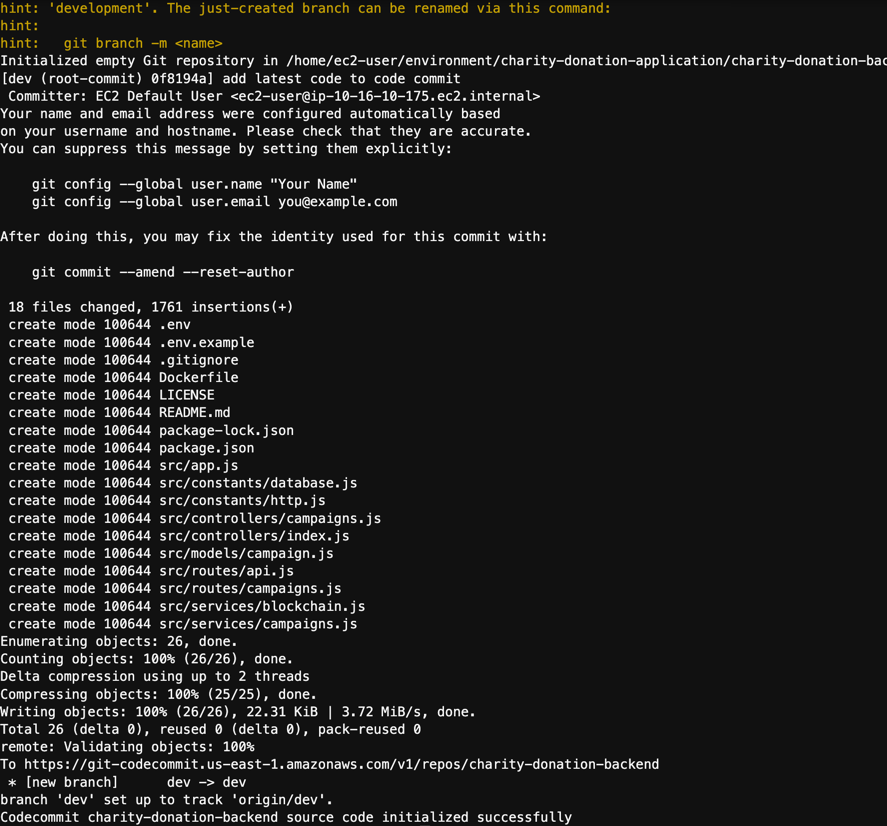 hint: 'development'. The just-created branch can be renamed via this command:
hint:
hint:   git branch -m <name>
Initialized empty Git repository in /home/ec2-user/environment/charity-donation-application/charity-donation-bac
[dev (root-commit) 0f8194a] add latest code to code commit
 Committer: EC2 Default User <ec2-user@ip-10-16-10-175.ec2.internal>
Your name and email address were configured automatically based
on your username and hostname. Please check that they are accurate.
You can suppress this message by setting them explicitly:

    git config --global user.name "Your Name"
    git config --global user.email you@example.com

After doing this, you may fix the identity used for this commit with:

    git commit --amend --reset-author

 18 files changed, 1761 insertions(+)
 create mode 100644 .env
 create mode 100644 .env.example
 create mode 100644 .gitignore
 create mode 100644 Dockerfile
 create mode 100644 LICENSE
 create mode 100644 README.md
 create mode 100644 package-lock.json
 create mode 100644 package.json
 create mode 100644 src/app.js
 create mode 100644 src/constants/database.js
 create mode 100644 src/constants/http.js
 create mode 100644 src/controllers/campaigns.js
 create mode 100644 src/controllers/index.js
 create mode 100644 src/models/campaign.js
 create mode 100644 src/routes/api.js
 create mode 100644 src/routes/campaigns.js
 create mode 100644 src/services/blockchain.js
 create mode 100644 src/services/campaigns.js
Enumerating objects: 26, done.
Counting objects: 100% (26/26), done.
Delta compression using up to 2 threads
Compressing objects: 100% (25/25), done.
Writing objects: 100% (26/26), 22.31 KiB | 3.72 MiB/s, done.
Total 26 (delta 0), reused 0 (delta 0), pack-reused 0
remote: Validating objects: 100%
To https://git-codecommit.us-east-1.amazonaws.com/v1/repos/charity-donation-backend
 * [new branch]      dev -> dev
branch 'dev' set up to track 'origin/dev'.
Codecommit charity-donation-backend source code initialized successfully